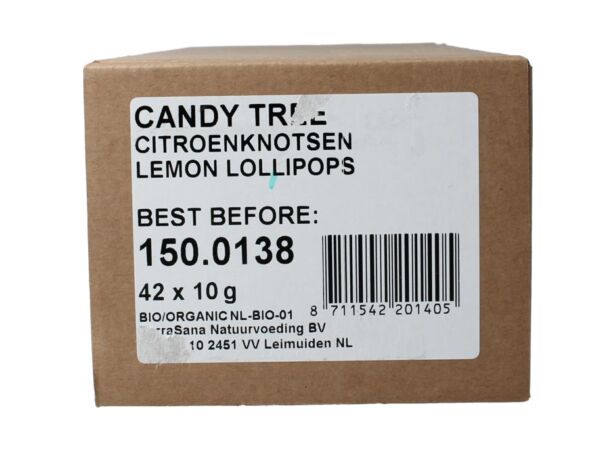 CANDY TREE
CITROENKNOTSEN
LEMON LOLLIPOPS
BEST BEFORE:
150.0138
42 x 10 g
8 711542 201405
BIO/ORGANIC NL-BIO-01
Natuurvoeding BV
10 2451 VV Leimuiden NL